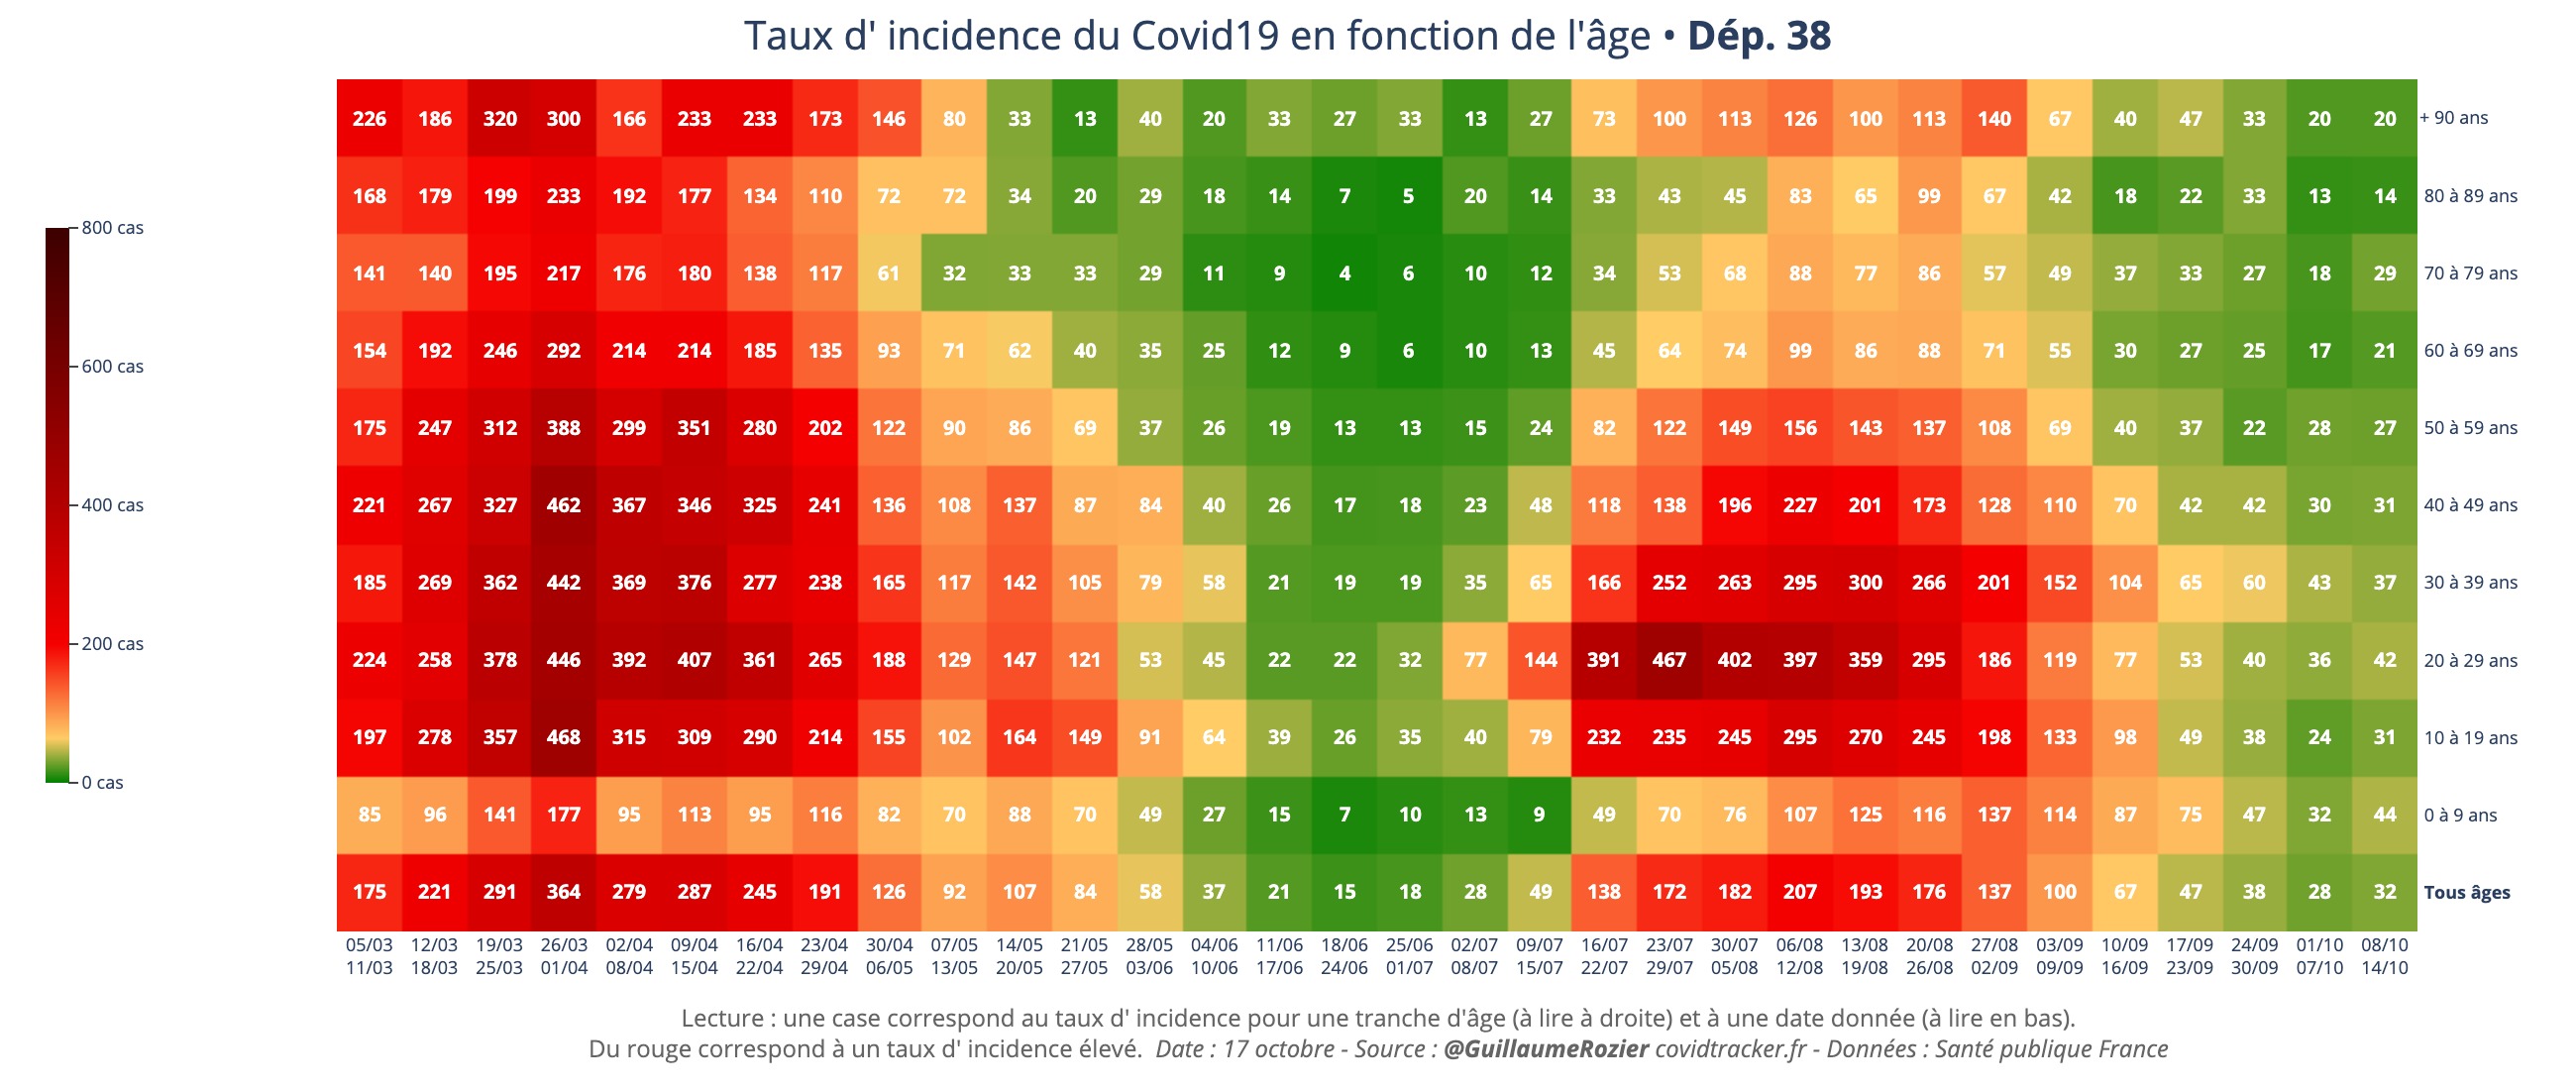 Taux d' incidence du Covid19 en fonction de l'âge • Dép. 38
800 cas
600 cas
400 cas
200 cas
0 cas
226 186 320 300 166 233 233 173 146 80 33 13 40 20 33 27 33 13 27 73 100 113 126 100 113 140 67 40 47 33 20 20 + 90 ans
168 179 199 233 192 177 134 110 72 72 34 20 29 18 14 7 5 20 14 33 43 45 83 65 99 67 42 18 22 33 13 14 80 à 89 ans
141 140 195 217 176 180 138 117 61 32 33 33 29 11 9 4 6 10 12 34 53 68 88 77 86 57 49 37 33 27 18 29 70 à 79 ans
154 192 246 292 214 214 185 135 93 71 62 40 35 25 12 9 6 10 13 45 64 74 99 86 88 71 55 30 27 25 17 21 60 à 69 ans
175 247 312 388 299 351 280 202 122 90 86 69 37 26 19 13 13 15 24 82 122 149 156 143 137 108 69 40 37 22 28 27 50 à 59 ans
221 267 327 462 367 346 325 241 136 108 137 87 84 40 26 17 18 23 48 118 138 196 227 201 173 128 110 70 42 42 30 31 40 à 49 ans
185 269 362 442 369 376 277 238 165 117 142 105 79 58 21 19 19 35 65 166 252 263 295 300 266 201 152 104 65 60 43 37 30 à 39 ans
224 258 378 446 392 407 361 265 188 129 147 121 53 45 22 22 32 77 144 391 467 402 397 359 295 186 119 77 53 40 36 42 20 à 29 ans
197 278 357 468 315 309 290 214 155 102 164 149 91 64 39 26 35 40 79 232 235 245 295 270 245 198 133 98 49 38 24 31 10 à 19 ans
85 96 141 177 95 113 95 116 82 70 88 70 49 27 15 7 10 13 9 49 70 76 107 125 116 137 114 87 75 47 32 44 0 à 9 ans
175 221 291 364 279 287 245 191 126 92 107 84 58 37 21 15 18 28 49 138 172 182 207 193 176 137 100 67 47 38 28 32 Tous âges
05/03 12/03 19/03 26/03 02/04 09/04 16/04 23/04 30/04 07/05 14/05 21/05 28/05 04/06 11/06 18/06 25/06 02/07 09/07 16/07 23/07 30/07 06/08 13/08 20/08 27/08 03/09 10/09 17/09 24/09 01/10 08/10
11/03 18/03 25/03 01/04 08/04 15/04 22/04 29/04 06/05 13/05 20/05 27/05 03/06 10/06 17/06 24/06 01/07 08/07 15/07 22/07 29/07 05/08 12/08 19/08 26/08 02/09 09/09 16/09 23/09 30/09 07/10 14/10
Lecture : une case correspond au taux d' incidence pour une tranche d'âge (à lire à droite) et à une date donnée (à lire en bas).
Du rouge correspond à un taux d' incidence élevé. Date : 17 octobre - Source : @GuillaumeRozier covidtracker.fr - Données : Santé publique France